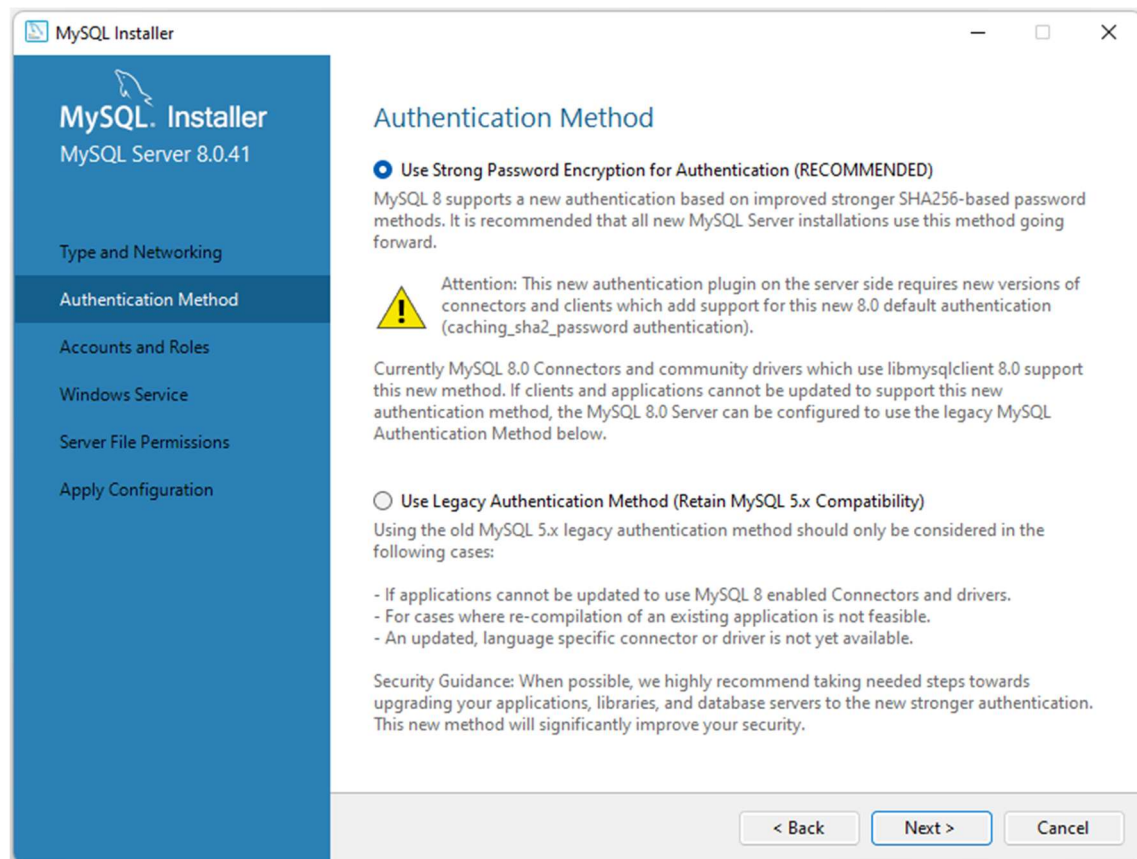 MySQL Installer
MySQL. Installer
MySQL Server 8.0.41
Type and Networking
Authentication Method
Accounts and Roles
Windows Service
Server File Permissions
Apply Configuration
Authentication Method
Use Strong Password Encryption for Authentication (RECOMMENDED)
MySQL 8 supports a new authentication based on improved stronger SHA256-based password
methods. It is recommended that all new MySQL Server installations use this method going
forward.
Attention: This new authentication plugin on the server side requires new versions of
connectors and clients which add support for this new 8.0 default authentication
(caching_sha2_password authentication).
Currently MySQL 8.0 Connectors and community drivers which use libmysqlclient 8.0 support
this new method. If clients and applications cannot be updated to support this new
authentication method, the MySQL 8.0 Server can be configured to use the legacy MySQL
Authentication Method below.
Use Legacy Authentication Method (Retain MySQL 5.x Compatibility)
Using the old MySQL 5.x legacy authentication method should only be considered in the
following cases:
- If applications cannot be updated to use MySQL 8 enabled Connectors and drivers.
- For cases where re-compilation of an existing application is not feasible.
- An updated, language specific connector or driver is not yet available.
Security Guidance: When possible, we highly recommend taking needed steps towards
upgrading your applications, libraries, and database servers to the new stronger authentication.
This new method will significantly improve your security.
< Back
Next >
Cancel